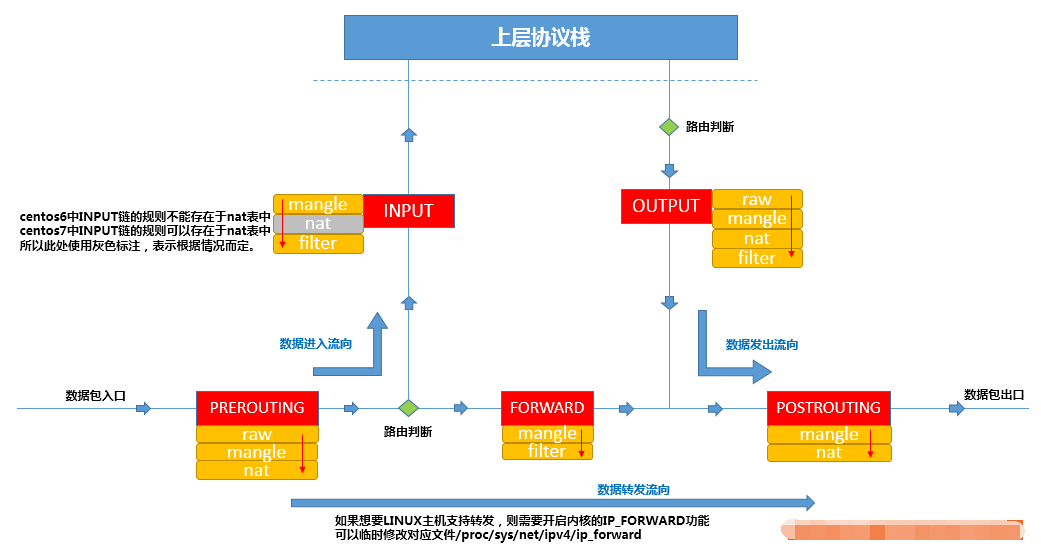 上层协议栈
路由判断
mangle
nat
filter
INPUT
OUTPUT
raw
mangle
nat
filter
centos6中INPUT链的规则不能存在于nat表中
centos7中INPUT链的规则可以存在于nat表中
所以此处使用灰色标注，表示根据情况而定。
数据进入流向
数据发出流向
数据包入口
PREROUTING
raw
mangle
nat
路由判断
FORWARD
mangle
filter
POSTROUTING
mangle
nat
数据包出口
数据转发流向
如果想要LINUX主机支持转发，则需要开启内核的IP_FORWARD功能
可以临时修改对应文件/proc/sys/net/ipv4/ip_forward